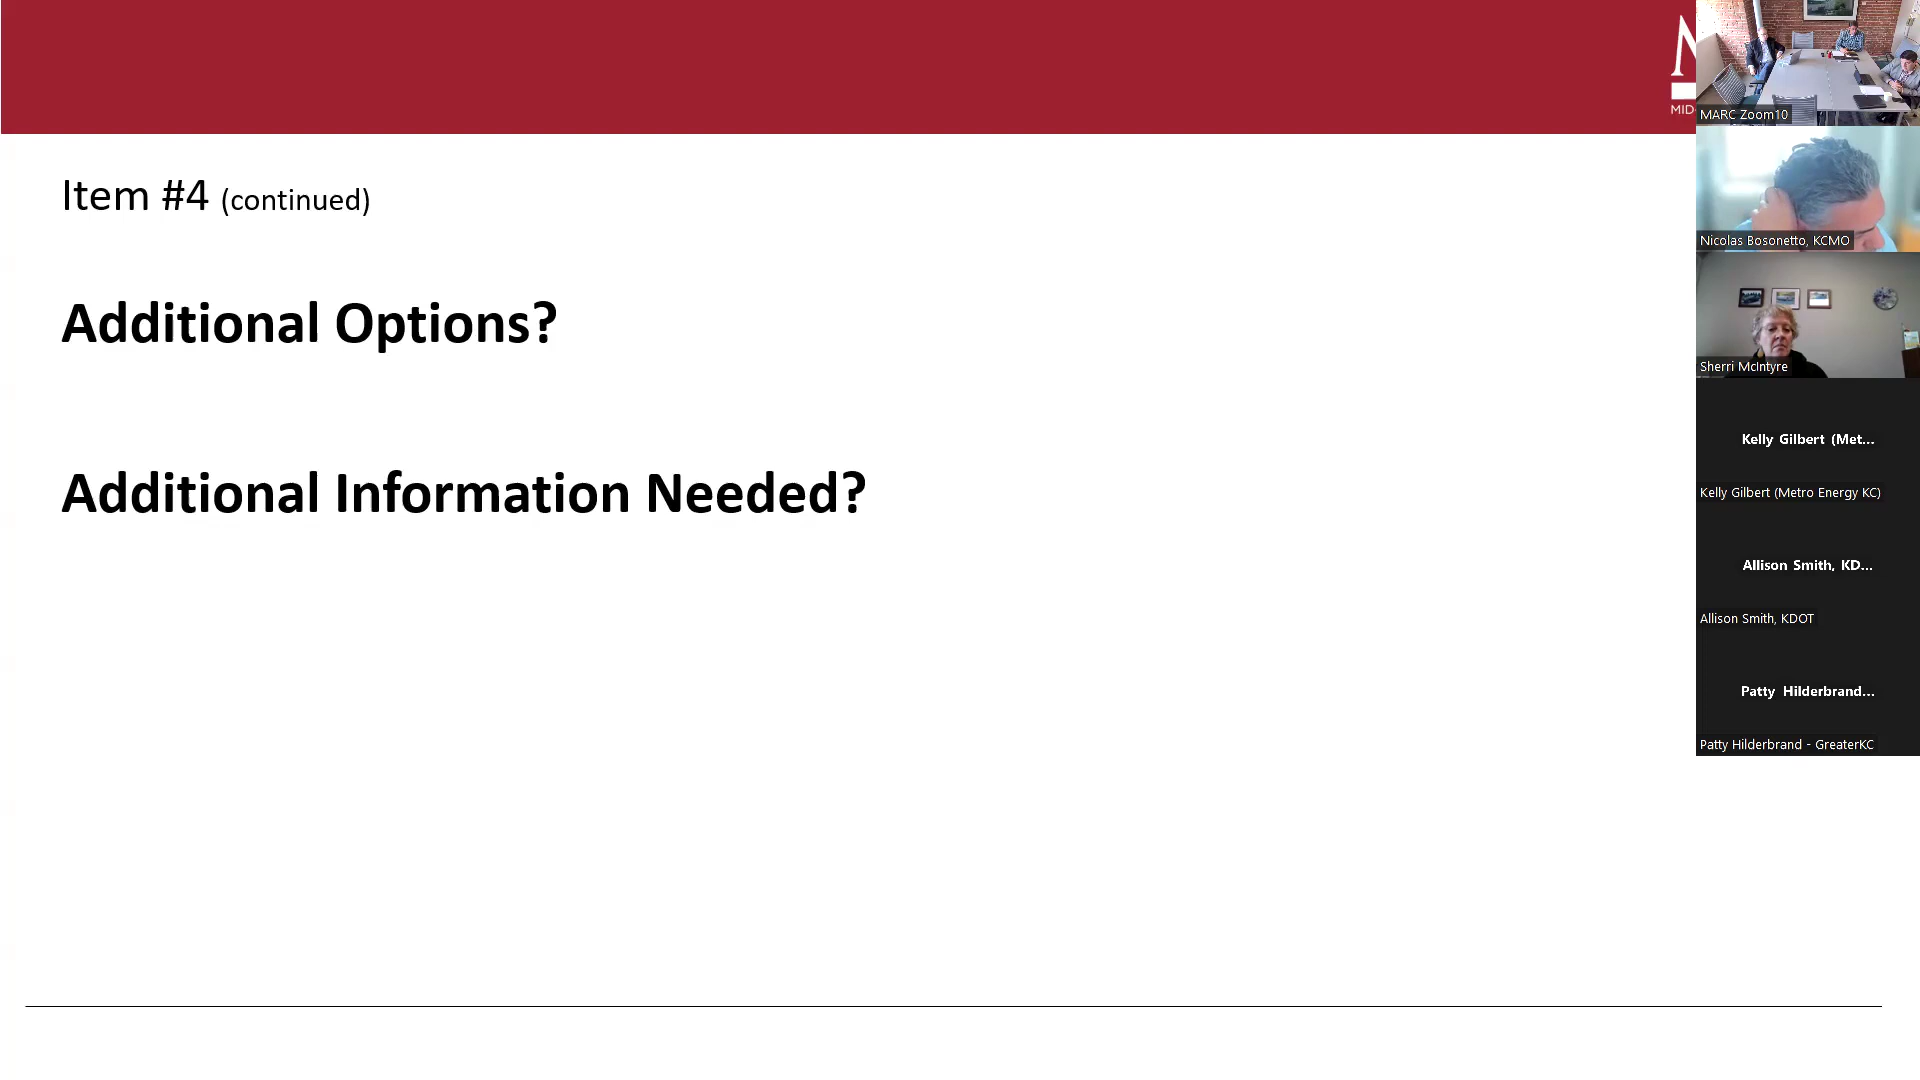 Item #4 (continued)
Additional Options?
Additional Information Needed?
MID
MARC Zoom10
Nicolas Bosonetto, KCMO
Sherri McIntyre
Kelly Gilbert (Met...
Kelly Gilbert (Metro Energy KC)
Allison Smith, KD...
Allison Smith, KDOT
Patty Hilderbrand...
Patty Hilderbrand - GreaterKC